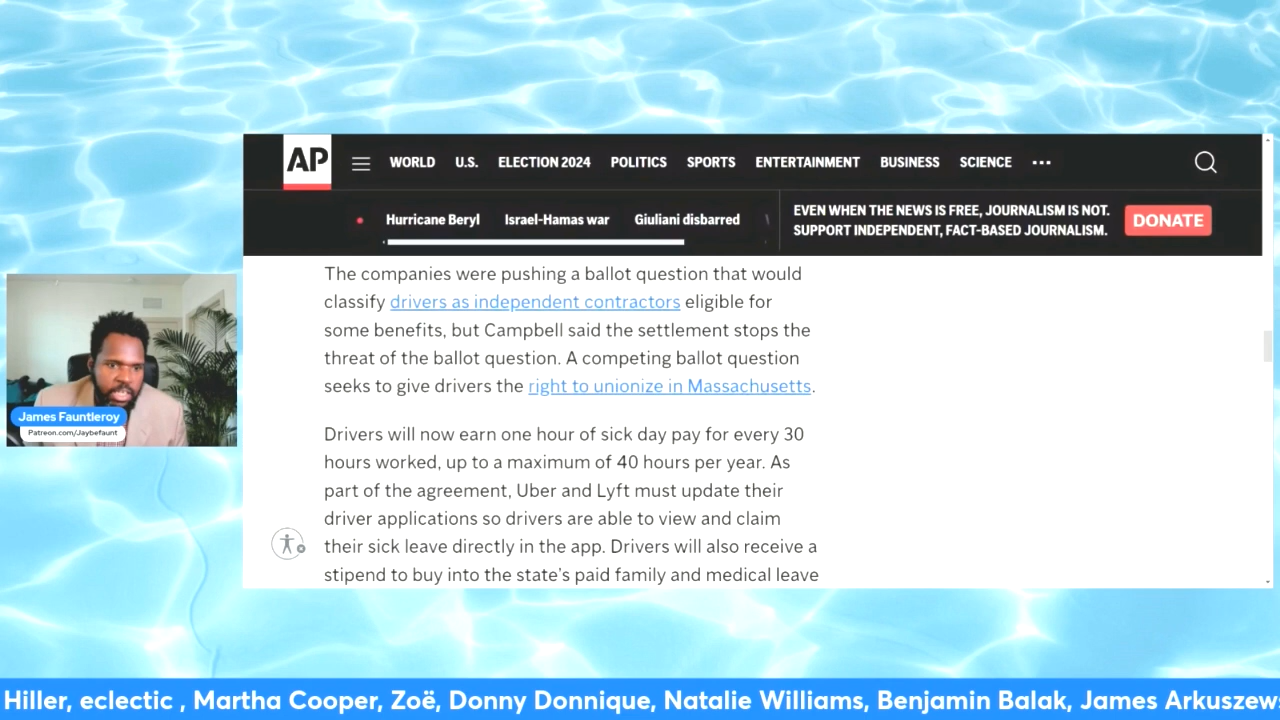 AP
WORLD U.S. ELECTION 2024 POLITICS SPORTS ENTERTAINMENT BUSINESS SCIENCE ...
Hurricane Beryl Israel-Hamas war Giuliani disbarred
EVEN WHEN THE NEWS IS FREE, JOURNALISM IS NOT.
SUPPORT INDEPENDENT, FACT-BASED JOURNALISM.
DONATE
The companies were pushing a ballot question that would
classify drivers as independent contractors eligible for
some benefits, but Campbell said the settlement stops the
threat of the ballot question. A competing ballot question
seeks to give drivers the right to unionize in Massachusetts.
Drivers will now earn one hour of sick day pay for every 30
hours worked, up to a maximum of 40 hours per year. As
part of the agreement, Uber and Lyft must update their
driver applications so drivers are able to view and claim
their sick leave directly in the app. Drivers will also receive a
stipend to buy into the state's paid family and medical leave
James Fauntleroy
Patreon.com/Jaybefaunt
Hiller, eclectic , Martha Cooper, Zoë, Donny Donnique, Natalie Williams, Benjamin Balak, James Arkuszew